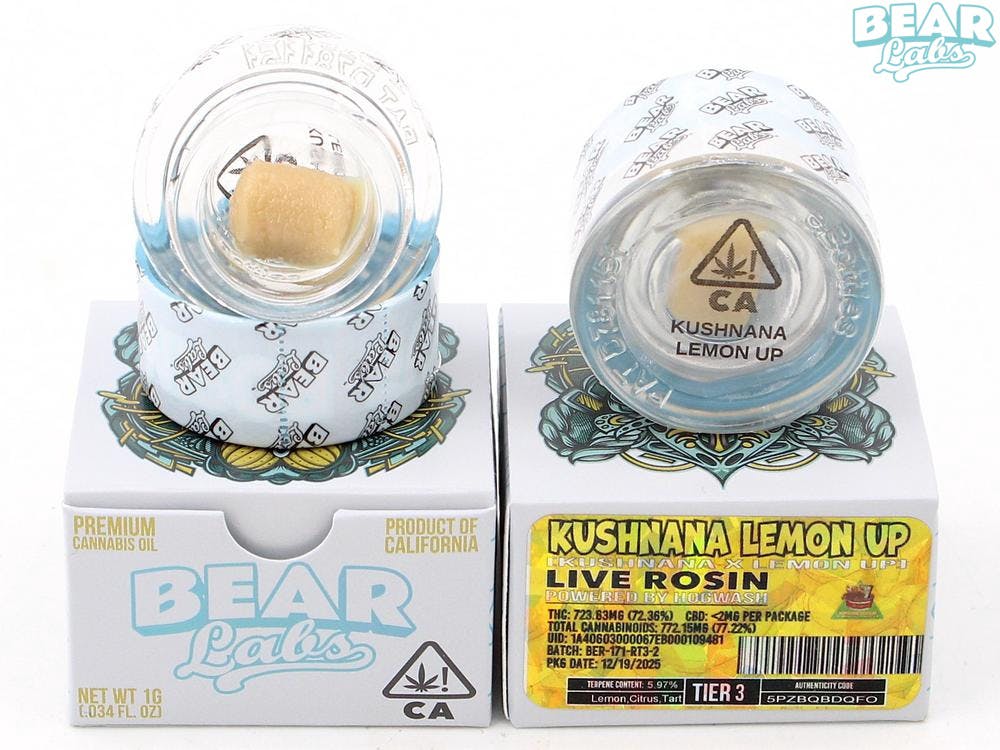 BEAR
Labs
CA
KUSHNANA
LEMON UP
PREMIUM
CANNABIS OIL
PRODUCT OF
CALIFORNIA
BEAR
Labs
NET WT 1G
(.034 FL. OZ)
CA
KUSHNANA LEMON UP
[KUSHNANA X LEMON UP]
LIVE ROSIN
POWERED BY HOGWASH
THC: 723.63MG (72.36%) CBD: <2MG PER PACKAGE
TOTAL CANNABINOIDS: 772.15MG (77.22%)
UID: 1A40603000067EB000109481
BATCH: BER-171-RT3-2
PKG DATE: 12/19/2025
TERPENE CONTENT: 5.97%
Lemon,Citrus,Tart
TIER 3
AUTHENTICITY CODE
5PZBQBDQFO